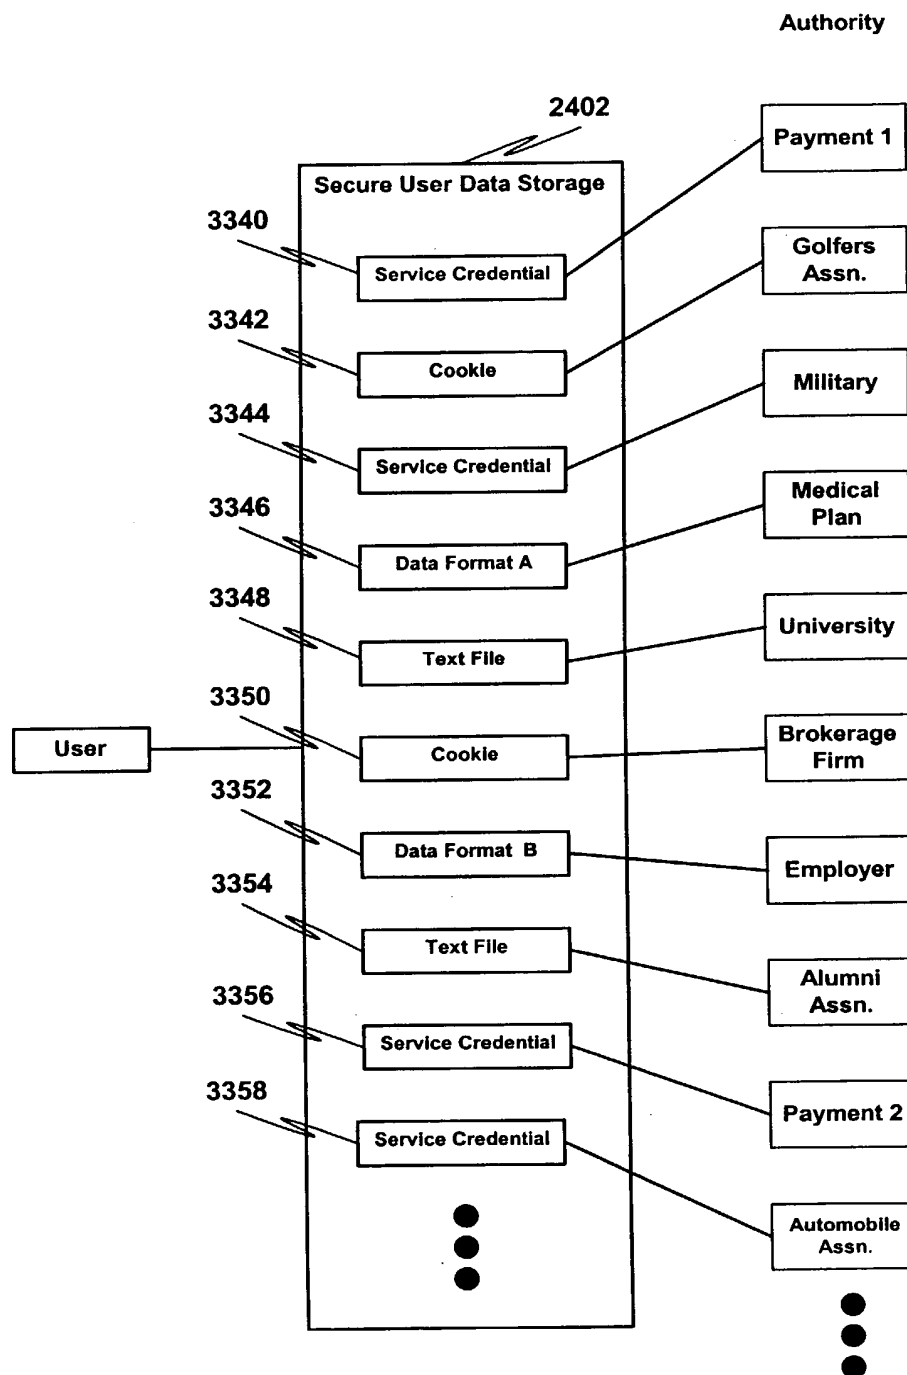 Authority
2402
Payment 1
Secure User Data Storage
3340
Service Credential
Golfers
Assn.
3342
Cookie
Military
3344
Service Credential
3346
Data Format A
Medical
Plan
3348
Text File
University
3350
Cookie
Brokerage
Firm
User
3352
Data Format B
Employer
3354
Text File
Alumni
Assn.
3356
Service Credential
Payment 2
3358
Service Credential
Automobile
Assn.